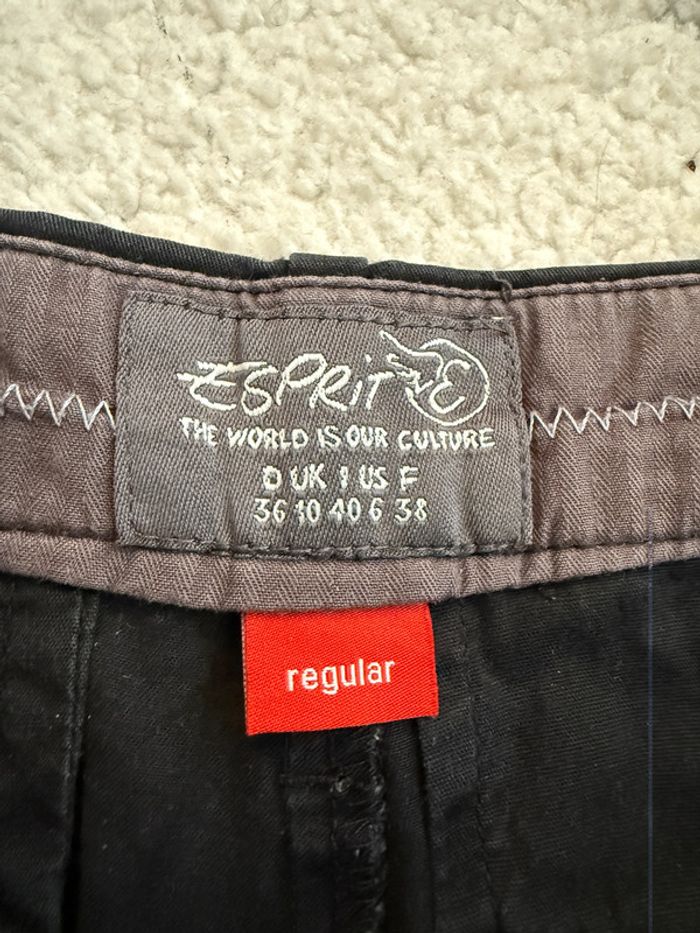 ESPRIT E
THE WORLD IS OUR CULTURE
D UK I US F
36 10 40 6 38
regular